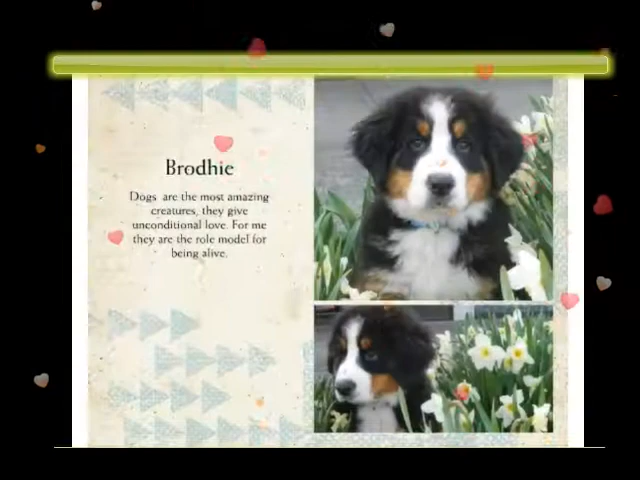 Brodhie
Dogs are the most amazing
creatures, they give
unconditional love. For me
they are the role model for
being alive.